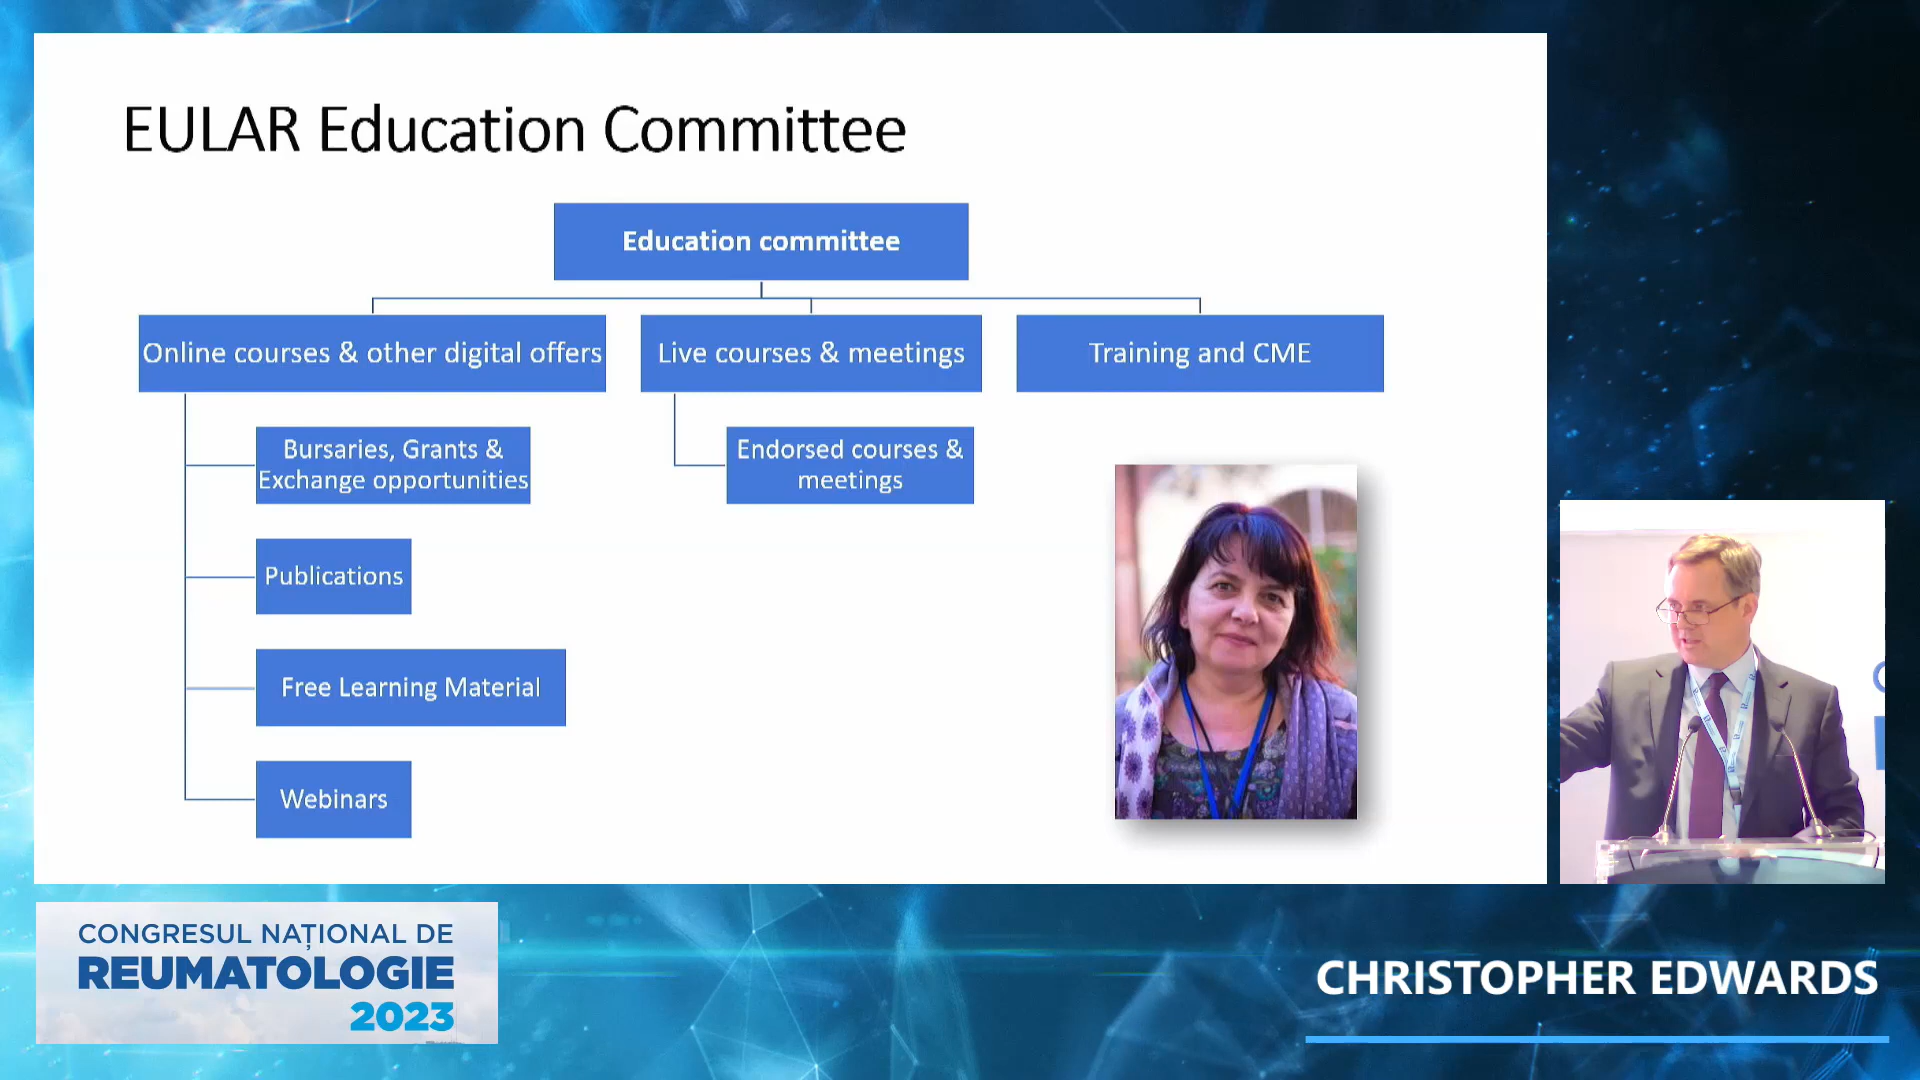 EULAR Education Committee
Education committee
Online courses & other digital offers
Live courses & meetings
Training and CME
Bursaries, Grants &
Exchange opportunities
Endorsed courses &
meetings
Publications
Free Learning Material
Webinars
CONGRESUL NAȚIONAL DE
REUMATOLOGIE
2023
CHRISTOPHER EDWARDS